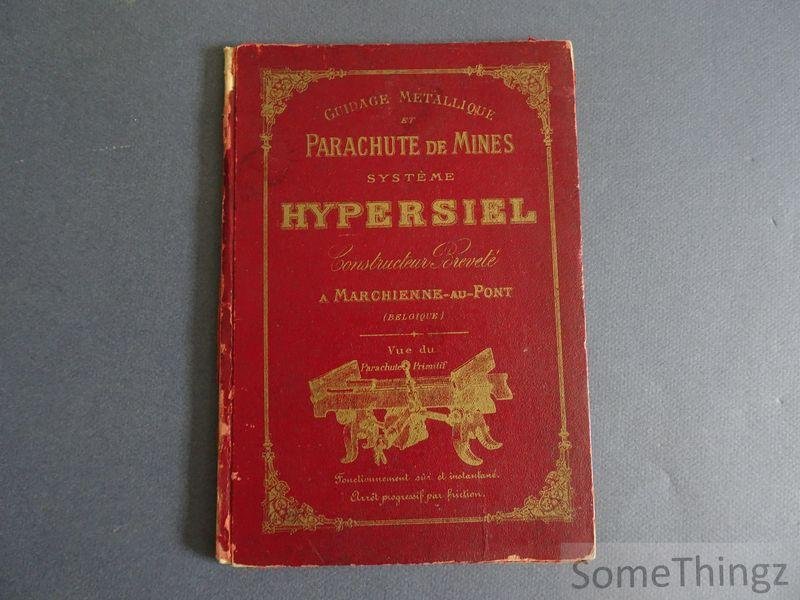 GUIDAGE METALLIQUE
ET
PARACHUTE DE MINES
SYSTÈME
HYPERSIEL
Constructeur Breveté
A MARCHIENNE-AU-PONT
(BELGIQUE)
Vue du
Parachute Primitif
Fonctionnement sûr et instantané.
Arrêt progressif par friction.
SomeThingz